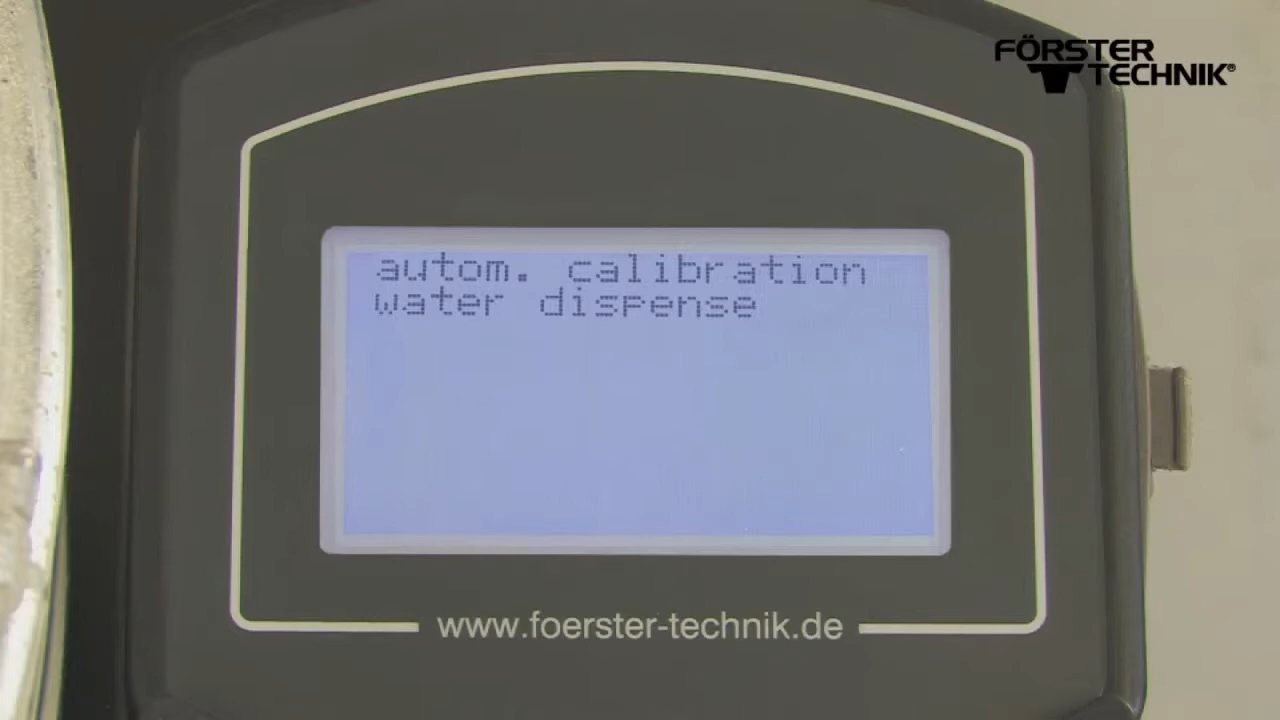 FÖRSTER
TECHNIK®
autom. calibration
water dispense
www.foerster-technik.de